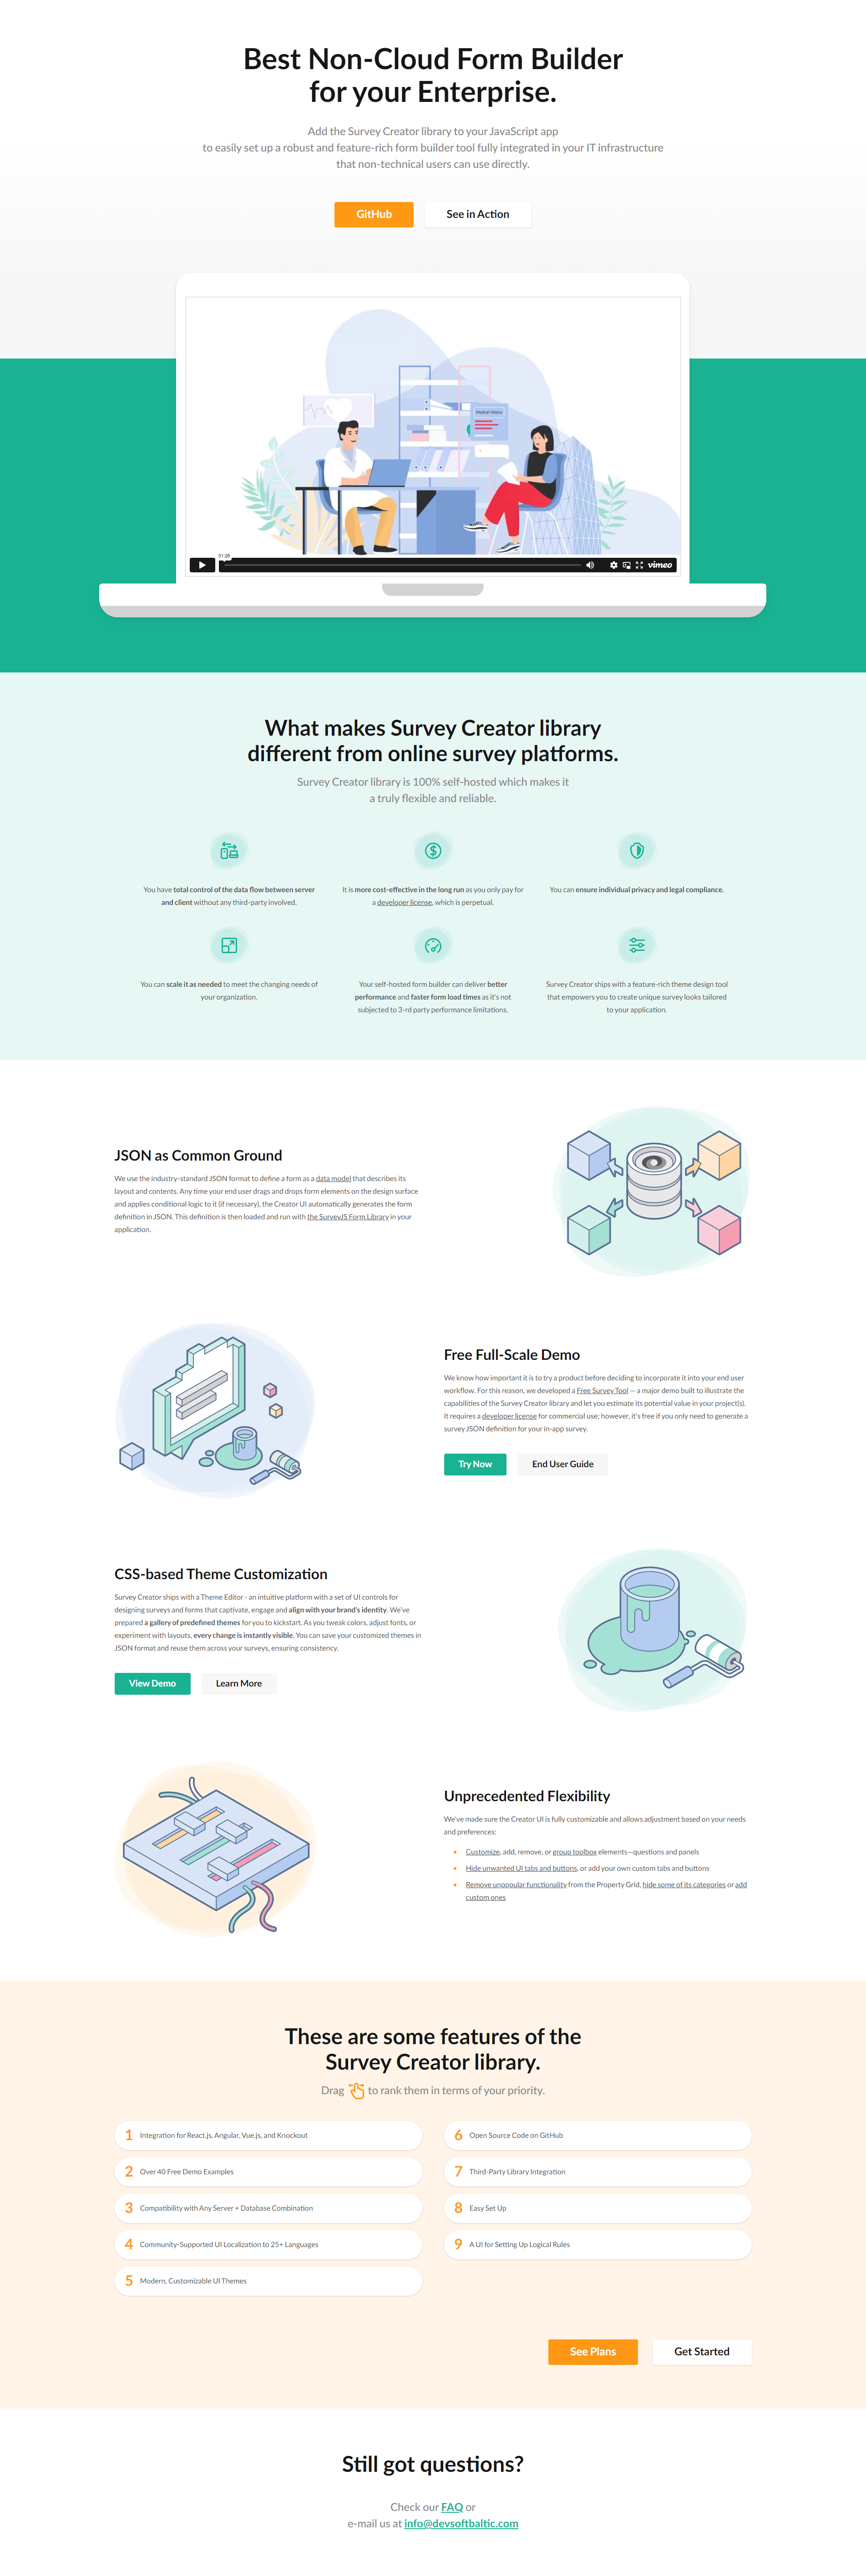 Best Non-Cloud Form Builder
for your Enterprise.
Add the Survey Creator library to your JavaScript app
to easily set up a robust and feature-rich form builder tool fully integrated in your IT infrastructure
that non-technical users can use directly.
GitHub
See in Action
Medical History
01:26
vimeo
What makes Survey Creator library
different from online survey platforms.
Survey Creator library is 100% self-hosted which makes it
a truly flexible and reliable.
You have total control of the data flow between server
and client without any third-party involved.
It is more cost-effective in the long run as you only pay for
a developer license, which is perpetual.
You can ensure individual privacy and legal compliance.
You can scale it as needed to meet the changing needs of
your organization.
Your self-hosted form builder can deliver better
performance and faster form load times as it's not
subjected to 3-rd party performance limitations.
Survey Creator ships with a feature-rich theme design tool
that empowers you to create unique survey looks tailored
to your application.
JSON as Common Ground
We use the industry-standard JSON format to define a form as a data model that describes its
layout and contents. Any time your end user drags and drops form elements on the design surface
and applies conditional logic to it (if necessary), the Creator UI automatically generates the form
definition in JSON. This definition is then loaded and run with the SurveyJS Form Library in your
application.
Free Full-Scale Demo
We know how important it is to try a product before deciding to incorporate it into your end user
workflow. For this reason, we developed a Free Survey Tool — a major demo built to illustrate the
capabilities of the Survey Creator library and let you estimate its potential value in your project(s).
It requires a developer license for commercial use; however, it's free if you only need to generate a
survey JSON definition for your in-app survey.
Try Now
End User Guide
CSS-based Theme Customization
Survey Creator ships with a Theme Editor - an intuitive platform with a set of UI controls for
designing surveys and forms that captivate, engage and align with your brand's identity. We've
prepared a gallery of predefined themes for you to kickstart. As you tweak colors, adjust fonts, or
experiment with layouts, every change is instantly visible. You can save your customized themes in
JSON format and reuse them across your surveys, ensuring consistency.
View Demo
Learn More
Unprecedented Flexibility
We've made sure the Creator UI is fully customizable and allows adjustment based on your needs
and preferences:
Customize, add, remove, or group toolbox elements—questions and panels
Hide unwanted UI tabs and buttons, or add your own custom tabs and buttons
Remove unpopular functionality from the Property Grid, hide some of its categories or add
custom ones
These are some features of the
Survey Creator library.
Drag to rank them in terms of your priority.
1 Integration for React.js, Angular, Vue.js, and Knockout
2 Over 40 Free Demo Examples
3 Compatibility with Any Server + Database Combination
4 Community-Supported UI Localization to 25+ Languages
5 Modern, Customizable UI Themes
6 Open Source Code on GitHub
7 Third-Party Library Integration
8 Easy Set Up
9 A UI for Setting Up Logical Rules
See Plans
Get Started
Still got questions?
Check our FAQ or
e-mail us at info@devsoftbaltic.com